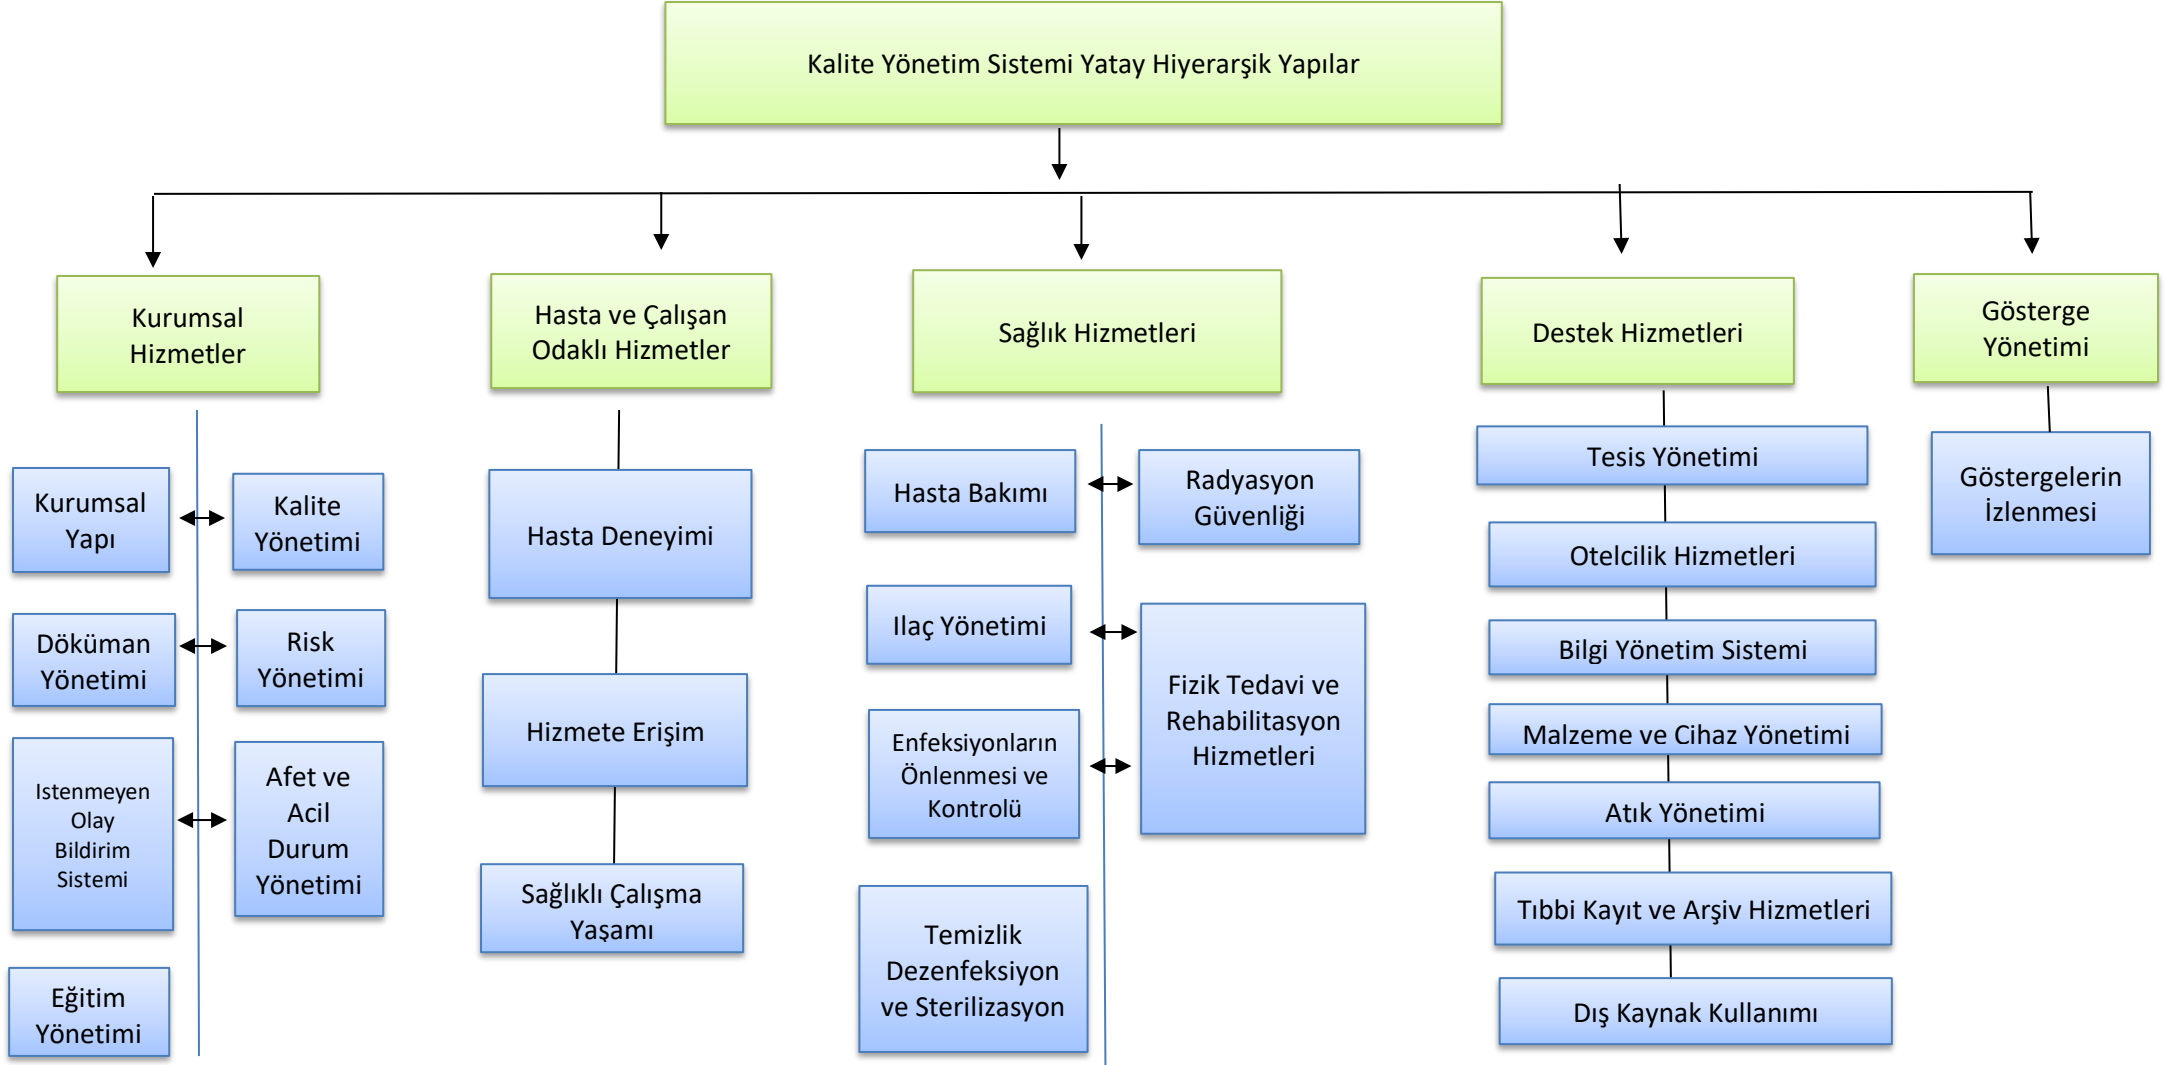 Kalite Yönetim Sistemi Yatay Hiyerarşik Yapılar
Kurumsal
Hizmetler
Hasta ve Çalışan
Odaklı Hizmetler
Sağlık Hizmetleri
Destek Hizmetleri
Gösterge
Yönetimi
Kurumsal
Yapı
Kalite
Yönetimi
Döküman
Yönetimi
Risk
Yönetimi
Istenmeyen
Olay
Bildirim
Sistemi
Afet ve
Acil
Durum
Yönetimi
Eğitim
Yönetimi
Hasta Deneyimi
Hizmete Erişim
Sağlıklı Çalışma
Yaşamı
Hasta Bakımı
Radyasyon
Güvenliği
Ilaç Yönetimi
Fizik Tedavi ve
Rehabilitasyon
Hizmetleri
Enfeksiyonların
Önlenmesi ve
Kontrolü
Temizlik
Dezenfeksiyon
ve Sterilizasyon
Tesis Yönetimi
Otelcilik Hizmetleri
Bilgi Yönetim Sistemi
Malzeme ve Cihaz Yönetimi
Atık Yönetimi
Tıbbi Kayıt ve Arşiv Hizmetleri
Dış Kaynak Kullanımı
Göstergelerin
İzlenmesi